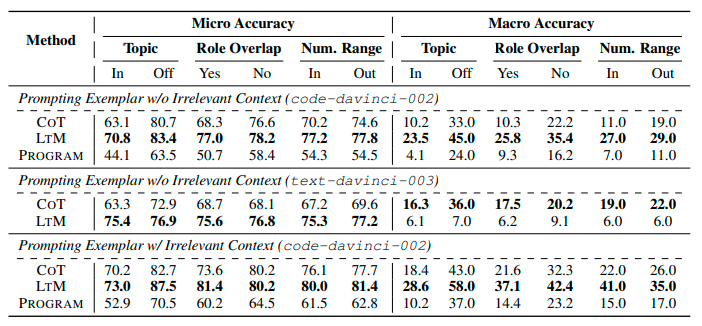 Method Micro Accuracy Macro Accuracy
Topic Role Overlap Num. Range Topic Role Overlap Num. Range
In Off Yes No In Out In Off Yes No In Out
Prompting Exemplar w/o Irrelevant Context (code-davinci-002)
COT 63.1 80.7 68.3 76.6 70.2 74.6 10.2 33.0 10.3 22.2 11.0 19.0
LTM 70.8 83.4 77.0 78.2 77.2 77.8 23.5 45.0 25.8 35.4 27.0 29.0
PROGRAM 44.1 63.5 50.7 58.4 54.3 54.5 4.1 24.0 9.3 16.2 7.0 11.0
Prompting Exemplar w/o Irrelevant Context (text-davinci-003)
COT 63.3 72.9 68.7 68.1 67.2 69.6 16.3 36.0 17.5 20.2 19.0 22.0
LTM 75.4 76.9 75.6 76.8 75.3 77.2 6.1 7.0 6.2 9.1 6.0 6.0
Prompting Exemplar w/ Irrelevant Context (code-davinci-002)
COT 70.2 82.7 73.6 80.2 76.1 77.7 18.4 43.0 21.6 32.3 22.0 26.0
LTM 73.0 87.5 81.4 80.2 80.0 81.4 28.6 58.0 37.1 42.4 41.0 35.0
PROGRAM 52.9 70.5 60.2 64.5 61.5 62.8 10.2 37.0 14.4 23.2 15.0 17.0